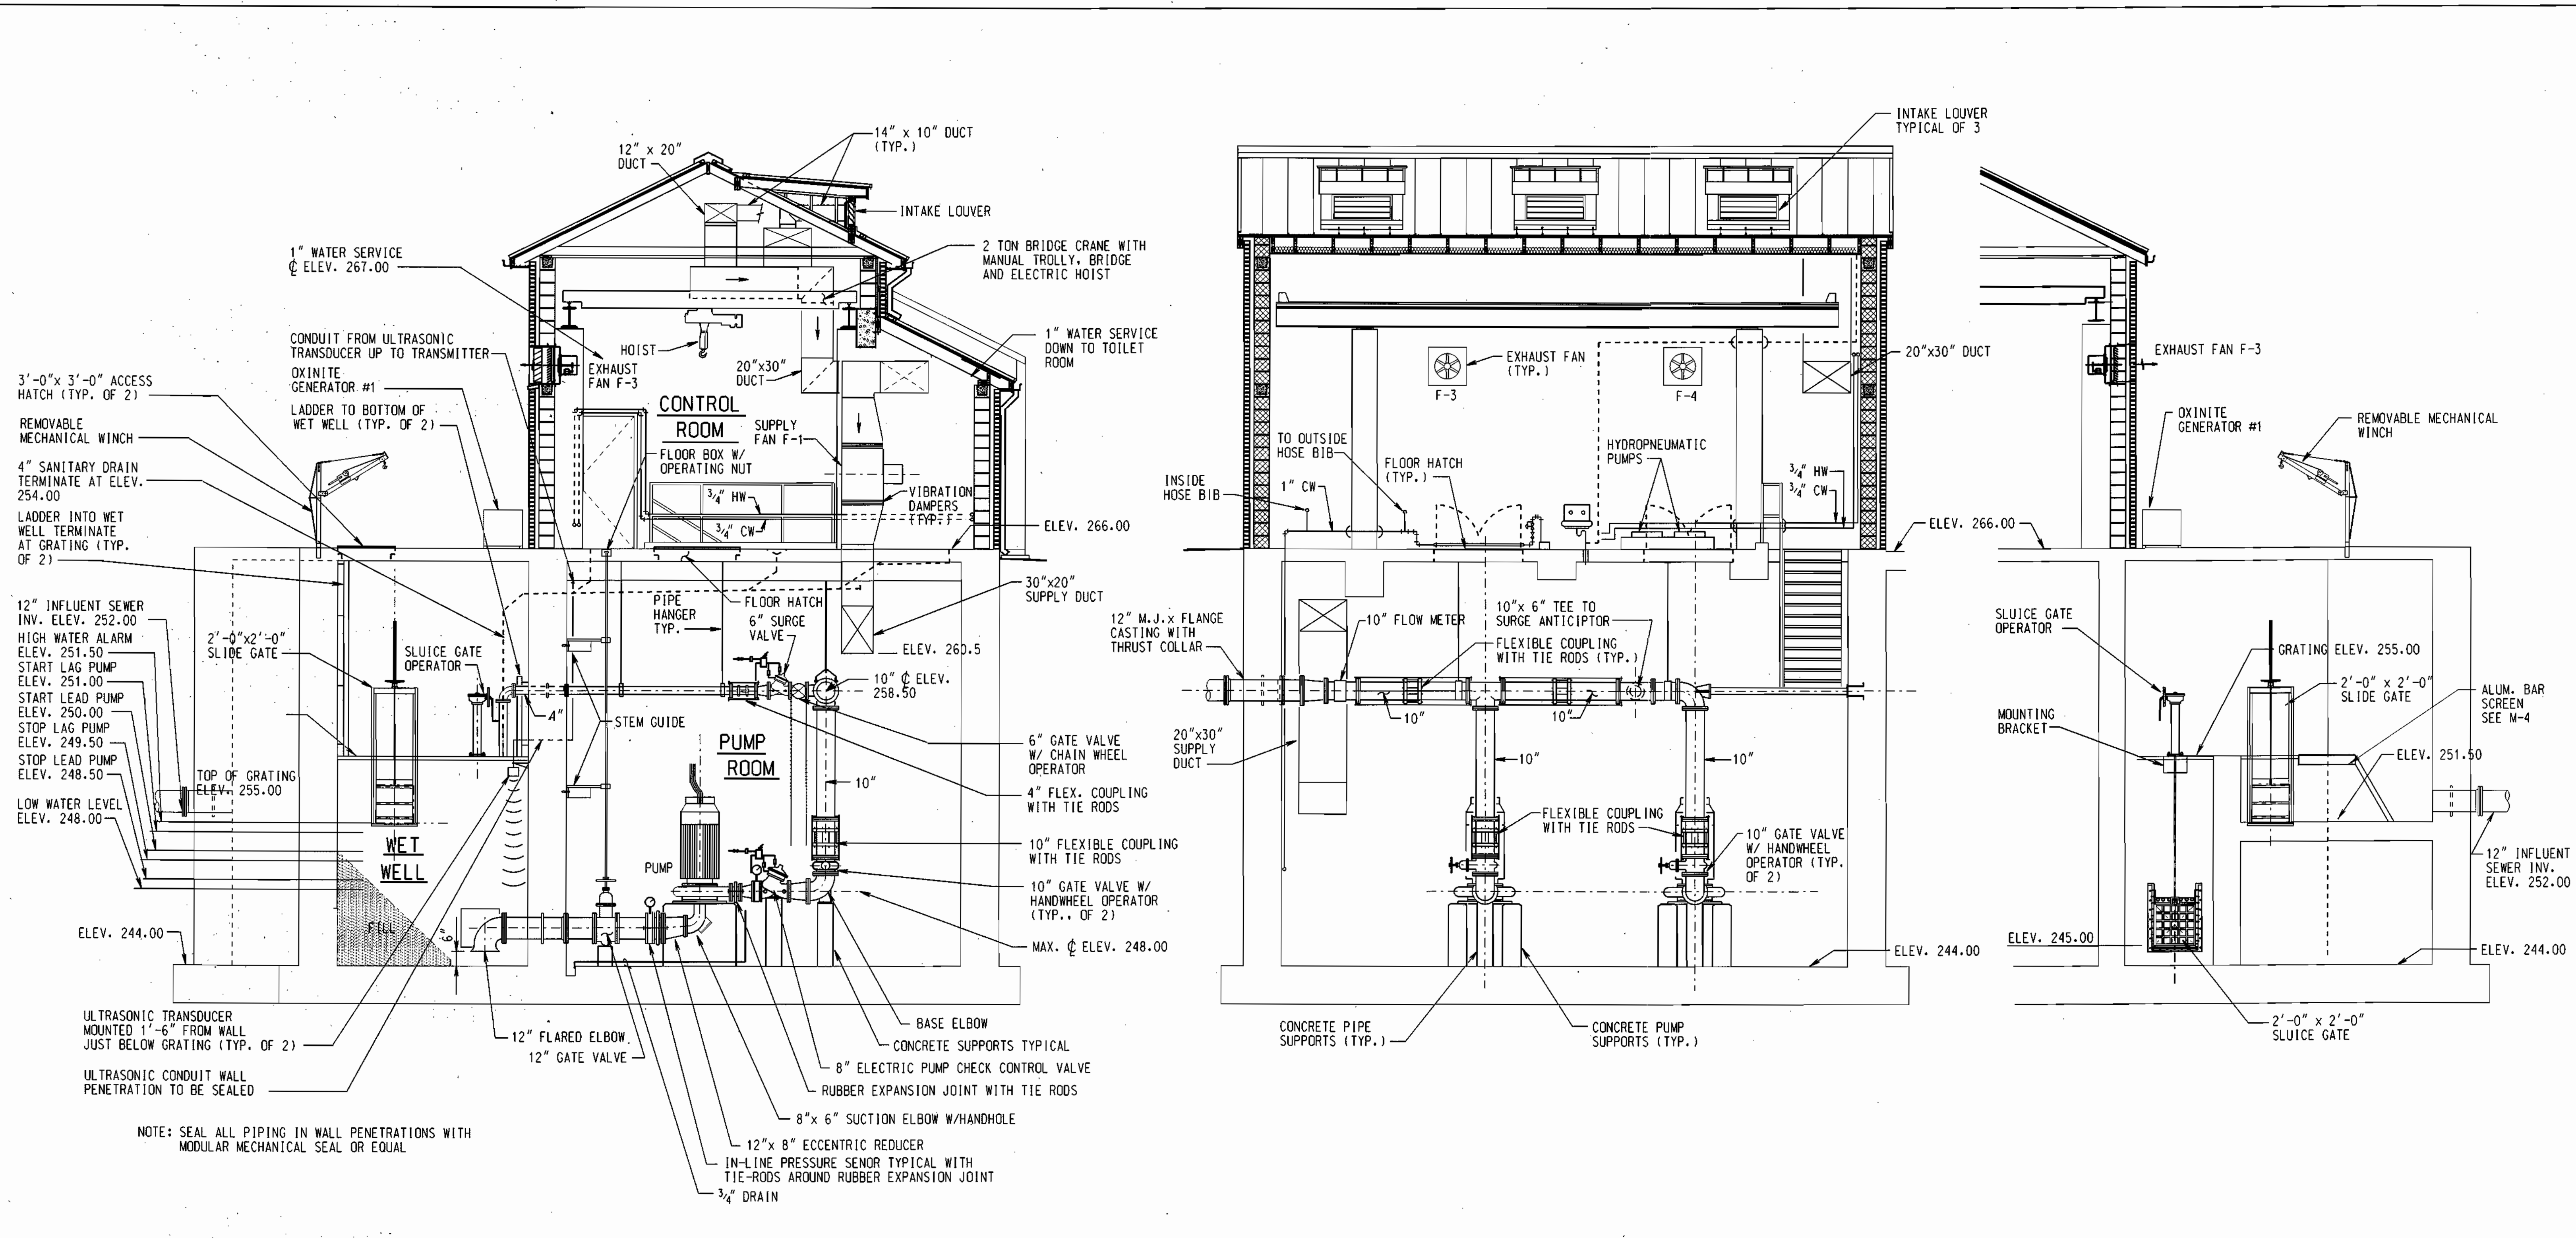 14" x 10" DUCT
(TYP.)
12" x 20"
DUCT
INTAKE LOUVER
1" WATER SERVICE
℄ ELEV. 267.00
2 TON BRIDGE CRANE WITH
MANUAL TROLLY, BRIDGE
AND ELECTRIC HOIST
CONDUIT FROM ULTRASONIC
TRANSDUCER UP TO TRANSMITTER
HOIST
1" WATER SERVICE
DOWN TO TOILET
ROOM
EXHAUST
FAN F-3
20"x30"
DUCT
OXINITE
GENERATOR #1
3'-0"x 3'-0" ACCESS
HATCH (TYP. OF 2)
LADDER TO BOTTOM OF
WET WELL (TYP. OF 2)
CONTROL
ROOM
SUPPLY
FAN F-1
REMOVABLE
MECHANICAL WINCH
FLOOR BOX W/
OPERATING NUT
4" SANITARY DRAIN
TERMINATE AT ELEV.
254.00
3/4" HW
3/4" CW
VIBRATION
DAMPERS
(TYP.)
LADDER INTO WET
WELL TERMINATE
AT GRATING (TYP.
OF 2)
ELEV. 266.00
30"x20"
SUPPLY DUCT
PIPE
HANGER
TYP.
FLOOR HATCH
6" SURGE
VALVE
12" INFLUENT SEWER
INV. ELEV. 252.00
HIGH WATER ALARM
ELEV. 251.50
START LAG PUMP
ELEV. 251.00
START LEAD PUMP
ELEV. 250.00
STOP LAG PUMP
ELEV. 249.50
STOP LEAD PUMP
ELEV. 248.50
LOW WATER LEVEL
ELEV. 248.00
2'-0"x2'-0"
SLIDE GATE
SLUICE GATE
OPERATOR
ELEV. 260.5
10" ℄ ELEV.
258.50
4"
STEM GUIDE
PUMP
ROOM
6" GATE VALVE
W/ CHAIN WHEEL
OPERATOR
10"
TOP OF GRATING
ELEV. 255.00
4" FLEX. COUPLING
WITH TIE RODS
WET
WELL
PUMP
10" FLEXIBLE COUPLING
WITH TIE RODS
10" GATE VALVE W/
HANDWHEEL OPERATOR
(TYP.. OF 2)
FILL
6"
ELEV. 244.00
MAX. ℄ ELEV. 248.00
ULTRASONIC TRANSDUCER
MOUNTED 1'-6" FROM WALL
JUST BELOW GRATING (TYP. OF 2)
12" FLARED ELBOW
12" GATE VALVE
BASE ELBOW
CONCRETE SUPPORTS TYPICAL
8" ELECTRIC PUMP CHECK CONTROL VALVE
ULTRASONIC CONDUIT WALL
PENETRATION TO BE SEALED
RUBBER EXPANSION JOINT WITH TIE RODS
8"x 6" SUCTION ELBOW W/HANDHOLE
NOTE: SEAL ALL PIPING IN WALL PENETRATIONS WITH
MODULAR MECHANICAL SEAL OR EQUAL
12"x 8" ECCENTRIC REDUCER
IN-LINE PRESSURE SENOR TYPICAL WITH
TIE-RODS AROUND RUBBER EXPANSION JOINT
3/4" DRAIN
INTAKE LOUVER
TYPICAL OF 3
EXHAUST FAN
(TYP.)
F-3
F-4
20"x30" DUCT
TO OUTSIDE
HOSE BIB
FLOOR HATCH
(TYP.)
HYDROPNEUMATIC
PUMPS
INSIDE
HOSE BIB
1" CW
3/4" HW
3/4" CW
ELEV. 266.00
12" M.J.x FLANGE
CASTING WITH
THRUST COLLAR
10" FLOW METER
10"x 6" TEE TO
SURGE ANTICIPTOR
FLEXIBLE COUPLING
WITH TIE RODS (TYP.)
10"
10"
20"x30"
SUPPLY
DUCT
10"
10"
FLEXIBLE COUPLING
WITH TIE RODS
10" GATE VALVE
W/ HANDWHEEL
OPERATOR (TYP.
OF 2)
ELEV. 244.00
CONCRETE PIPE
SUPPORTS (TYP.)
CONCRETE PUMP
SUPPORTS (TYP.)
EXHAUST FAN F-3
OXINITE
GENERATOR #1
REMOVABLE MECHANICAL
WINCH
SLUICE GATE
OPERATOR
GRATING ELEV. 255.00
2'-0" x 2'-0"
SLIDE GATE
ALUM. BAR
SCREEN
SEE M-4
MOUNTING
BRACKET
ELEV. 251.50
12" INFLUENT
SEWER INV.
ELEV. 252.00
ELEV. 245.00
ELEV. 244.00
2'-0" x 2'-0"
SLUICE GATE